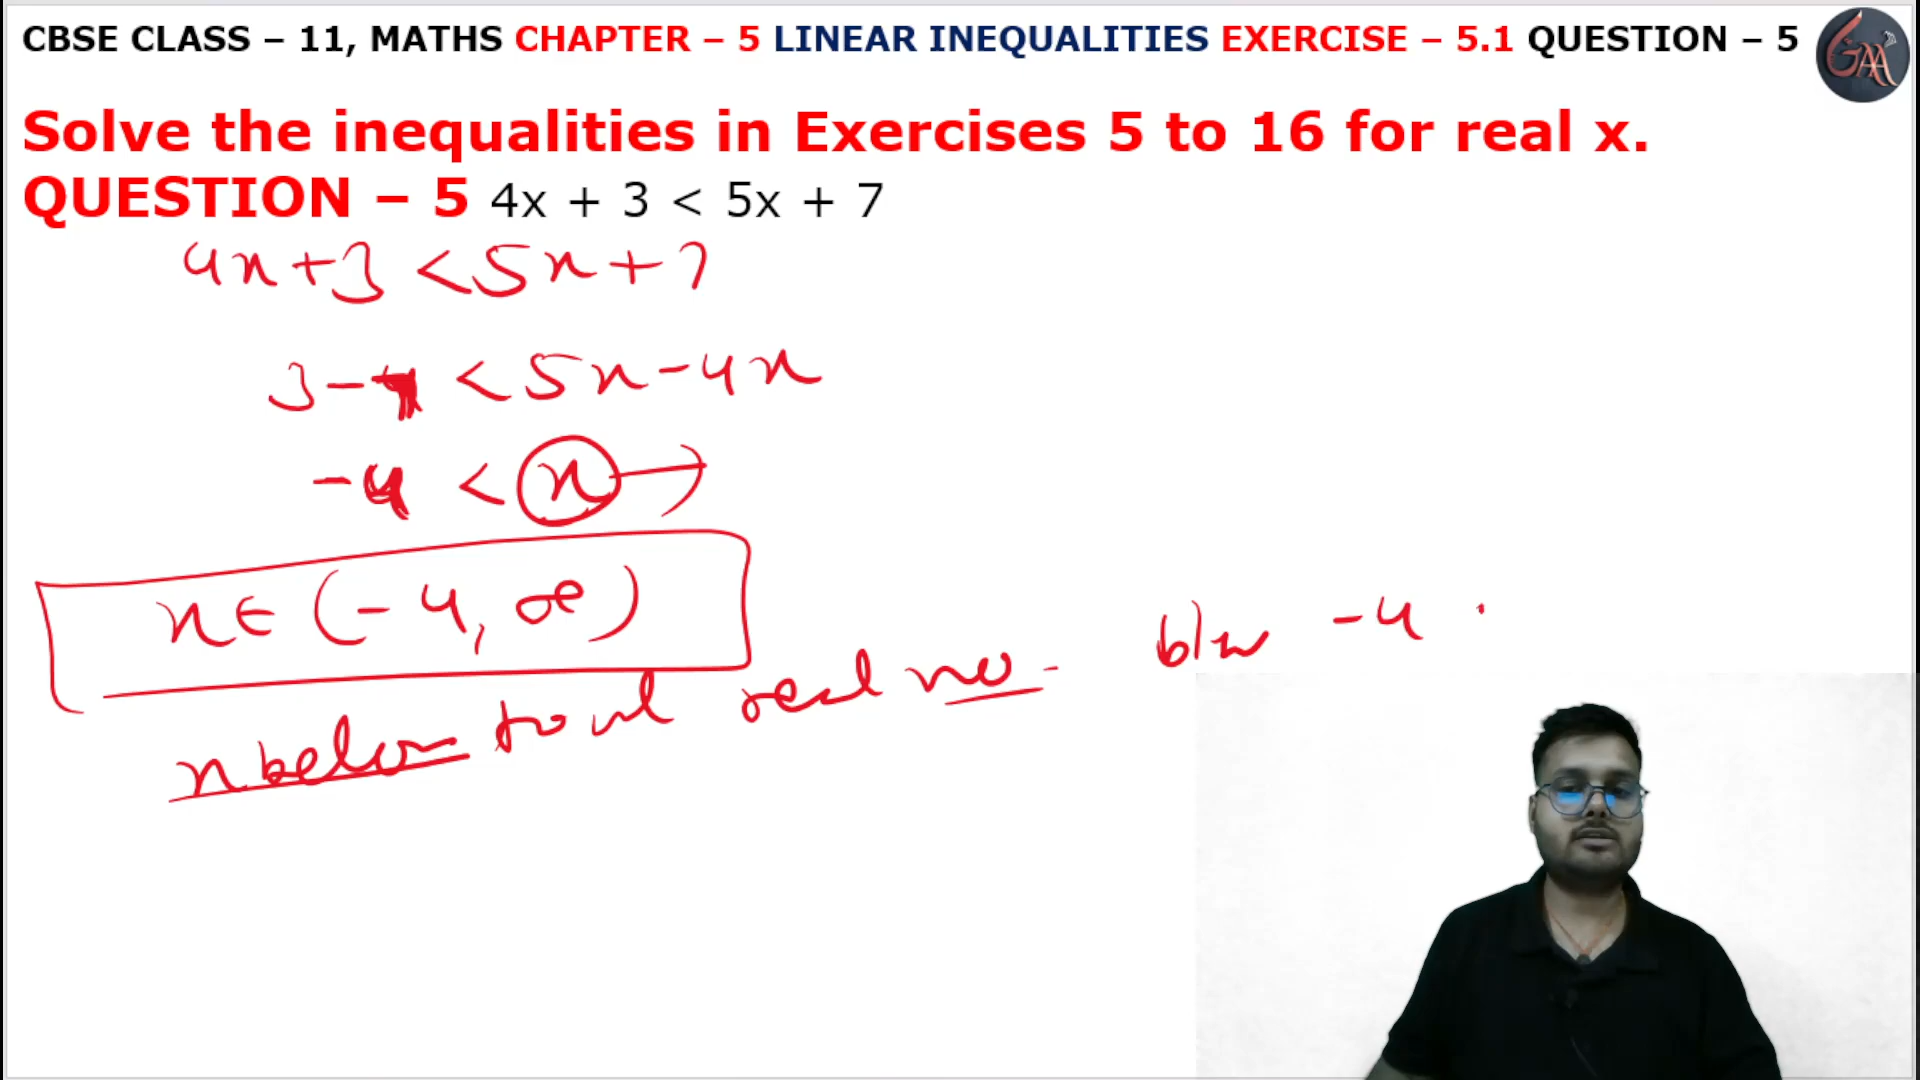 CBSE CLASS – 11, MATHS CHAPTER – 5 LINEAR INEQUALITIES EXERCISE – 5.1 QUESTION – 5
Solve the inequalities in Exercises 5 to 16 for real x.
QUESTION – 5 4x + 3 < 5x + 7
4x+3 < 5x+7
3- < 5x-4x
-4 < x
x ∈ (-4, ∞)
x belon to real no. b/w -4